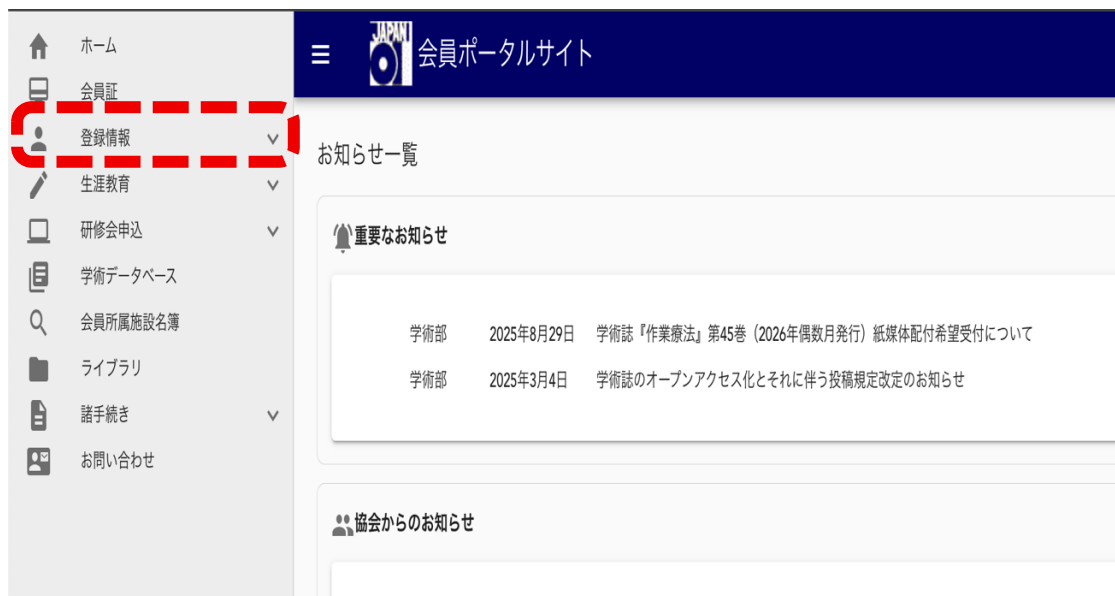 ホーム
会員証
登録情報
生涯教育
研修会申込
学術データベース
会員所属施設名簿
ライブラリ
諸手続き
お問い合わせ
JAPAN
会員ポータルサイト
お知らせ一覧
重要なお知らせ
学術部 2025年8月29日 学術誌『作業療法』第45巻（2026年偶数月発行）紙媒体配付希望受付について
学術部 2025年3月4日 学術誌のオープンアクセス化とそれに伴う投稿規定改定のお知らせ
協会からのお知らせ